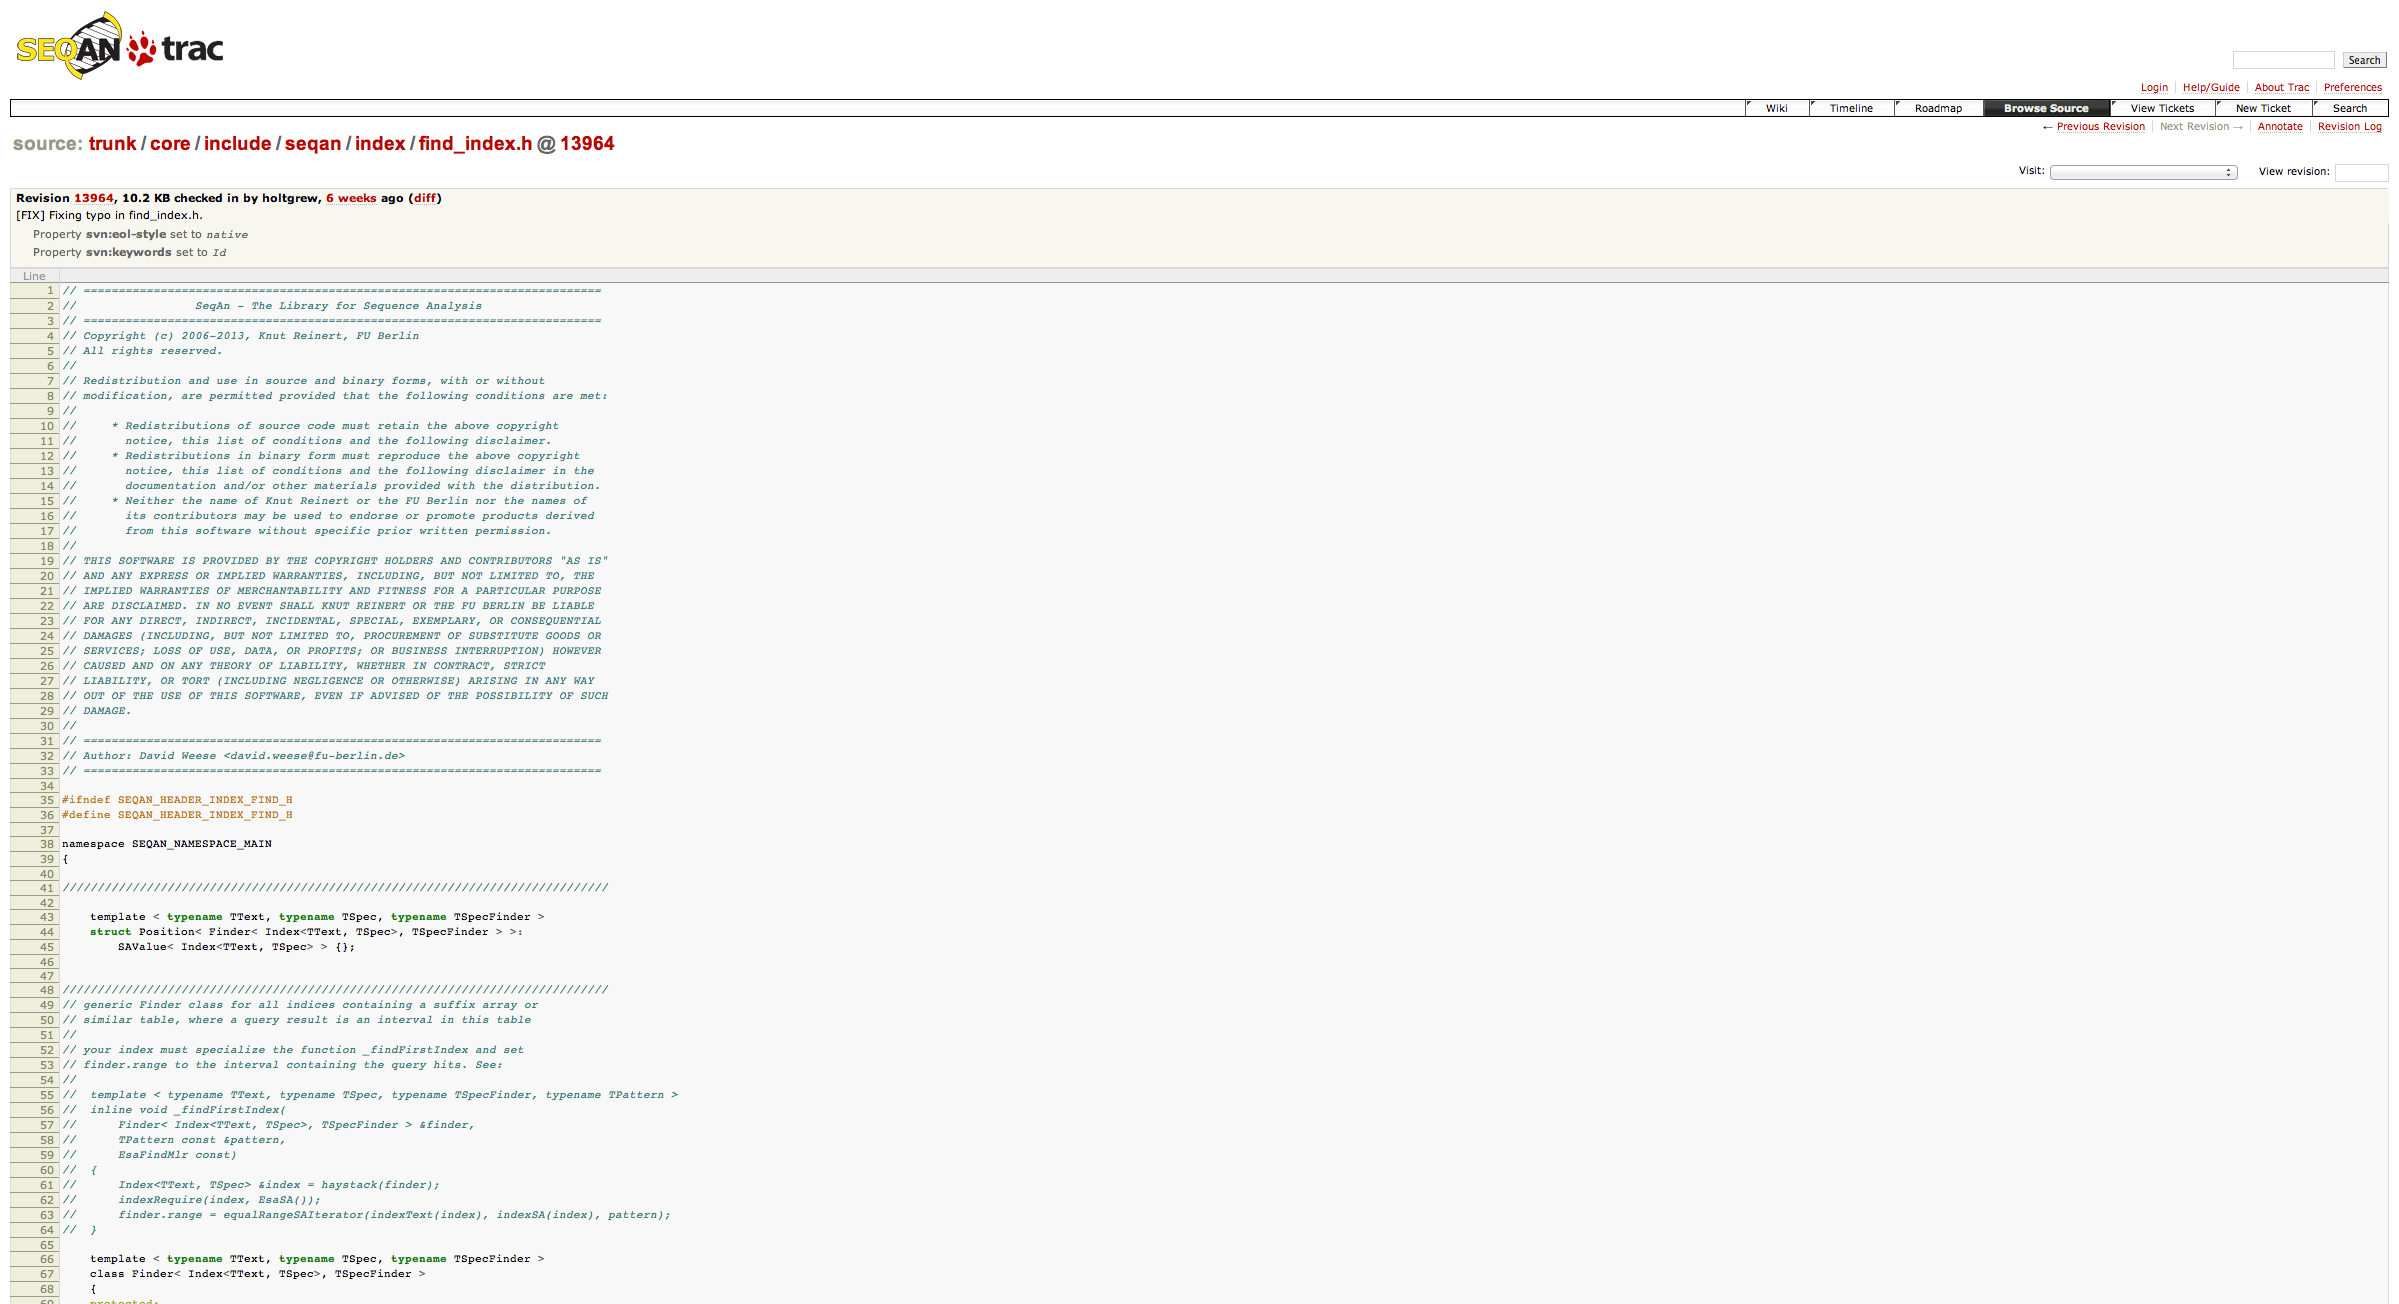 SEQAN trac
Search
Login Help/Guide About Trac Preferences
Wiki Timeline Roadmap Browse Source View Tickets New Ticket Search
← Previous Revision Next Revision → Annotate Revision Log
source: trunk / core / include / seqan / index / find_index.h @ 13964
Visit: View revision:
Revision 13964, 10.2 KB checked in by holtgrew, 6 weeks ago (diff)
[FIX] Fixing typo in find_index.h.
Property svn:eol-style set to native
Property svn:keywords set to Id
Line
1 // ==========================================================================
2 //                 SeqAn - The Library for Sequence Analysis
3 // ==========================================================================
4 // Copyright (c) 2006-2013, Knut Reinert, FU Berlin
5 // All rights reserved.
6 //
7 // Redistribution and use in source and binary forms, with or without
8 // modification, are permitted provided that the following conditions are met:
9 //
10 //     * Redistributions of source code must retain the above copyright
11 //       notice, this list of conditions and the following disclaimer.
12 //     * Redistributions in binary form must reproduce the above copyright
13 //       notice, this list of conditions and the following disclaimer in the
14 //       documentation and/or other materials provided with the distribution.
15 //     * Neither the name of Knut Reinert or the FU Berlin nor the names of
16 //       its contributors may be used to endorse or promote products derived
17 //       from this software without specific prior written permission.
18 //
19 // THIS SOFTWARE IS PROVIDED BY THE COPYRIGHT HOLDERS AND CONTRIBUTORS "AS IS"
20 // AND ANY EXPRESS OR IMPLIED WARRANTIES, INCLUDING, BUT NOT LIMITED TO, THE
21 // IMPLIED WARRANTIES OF MERCHANTABILITY AND FITNESS FOR A PARTICULAR PURPOSE
22 // ARE DISCLAIMED. IN NO EVENT SHALL KNUT REINERT OR THE FU BERLIN BE LIABLE
23 // FOR ANY DIRECT, INDIRECT, INCIDENTAL, SPECIAL, EXEMPLARY, OR CONSEQUENTIAL
24 // DAMAGES (INCLUDING, BUT NOT LIMITED TO, PROCUREMENT OF SUBSTITUTE GOODS OR
25 // SERVICES; LOSS OF USE, DATA, OR PROFITS; OR BUSINESS INTERRUPTION) HOWEVER
26 // CAUSED AND ON ANY THEORY OF LIABILITY, WHETHER IN CONTRACT, STRICT
27 // LIABILITY, OR TORT (INCLUDING NEGLIGENCE OR OTHERWISE) ARISING IN ANY WAY
28 // OUT OF THE USE OF THIS SOFTWARE, EVEN IF ADVISED OF THE POSSIBILITY OF SUCH
29 // DAMAGE.
30 //
31 // ==========================================================================
32 // Author: David Weese <david.weese@fu-berlin.de>
33 // ==========================================================================
34
35 #ifndef SEQAN_HEADER_INDEX_FIND_H
36 #define SEQAN_HEADER_INDEX_FIND_H
37
38 namespace SEQAN_NAMESPACE_MAIN
39 {
40
41 //////////////////////////////////////////////////////////////////////////////
42
43     template < typename TText, typename TSpec, typename TSpecFinder >
44     struct Position< Finder< Index<TText, TSpec>, TSpecFinder > >:
45         SAValue< Index<TText, TSpec> > {};
46
47
48 //////////////////////////////////////////////////////////////////////////////
49 // generic Finder class for all indices containing a suffix array or
50 // similar table, where a query result is an interval in this table
51 //
52 // your index must specialize the function _findFirstIndex and set
53 // finder.range to the interval containing the query hits. See:
54 //
55 //  template < typename TText, typename TSpec, typename TSpecFinder, typename TPattern >
56 //  inline void _findFirstIndex(
57 //      Finder< Index<TText, TSpec>, TSpecFinder > &finder,
58 //      TPattern const &pattern,
59 //      EsaFindMlr const)
60 //  {
61 //      Index<TText, TSpec> &index = haystack(finder);
62 //      indexRequire(index, EsaSA());
63 //      finder.range = equalRangeSAIterator(indexText(index), indexSA(index), pattern);
64 //  }
65
66     template < typename TText, typename TSpec, typename TSpecFinder >
67     class Finder< Index<TText, TSpec>, TSpecFinder >
68     {
69     protected: